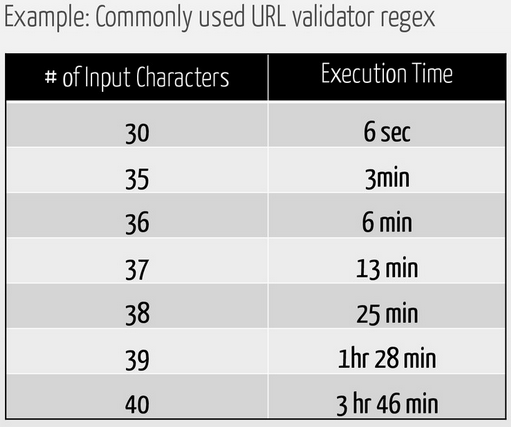 Example: Commonly used URL validator regex
# of Input Characters Execution Time
30 6 sec
35 3min
36 6 min
37 13 min
38 25 min
39 1hr 28 min
40 3 hr 46 min